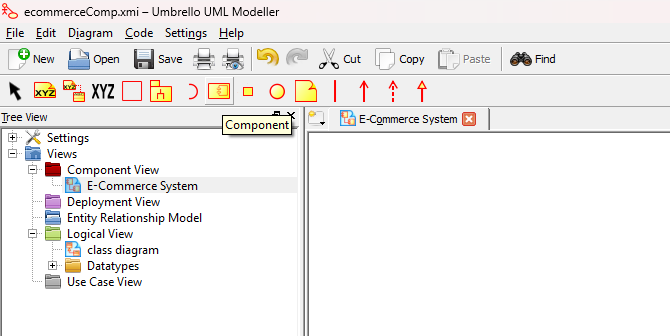 ecommerceComp.xmi – Umbrello UML Modeller
File Edit Diagram Code Settings Help
New Open Save Cut Copy Paste Find
XYZ XYZ
Tree View
Component
E-Commerce System
Settings
Views
Component View
E-Commerce System
Deployment View
Entity Relationship Model
Logical View
class diagram
Datatypes
Use Case View